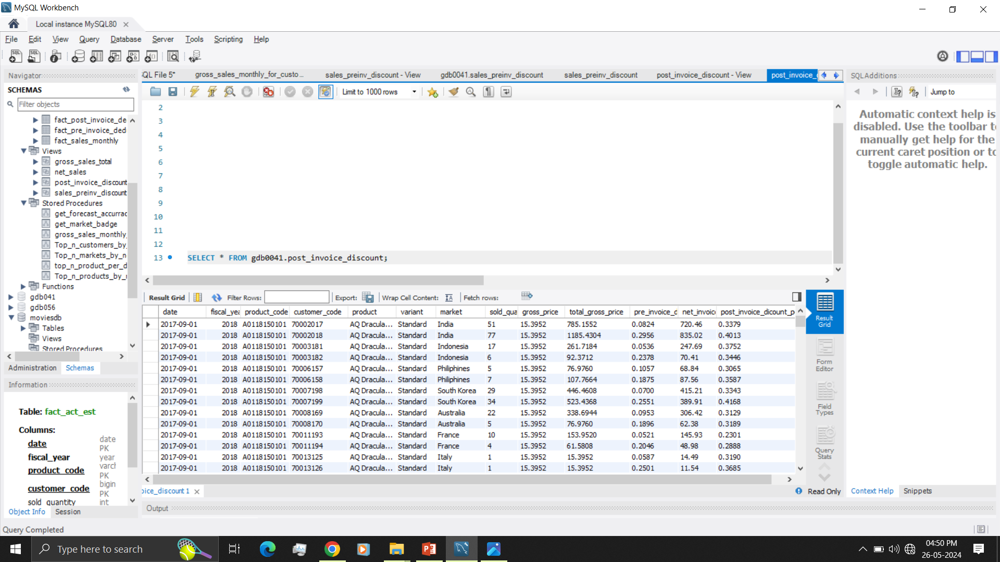 MySQL Workbench
Local instance MySQL80
File Edit View Query Database Server Tools Scripting Help
Navigator
SCHEMAS
Filter objects
fact_post_invoice_de
fact_pre_invoice_ded
fact_sales_monthly
Views
gross_sales_total
net_sales
post_invoice_discount
sales_preinv_discount
Stored Procedures
get_forecast_accurrac
get_market_badge
gross_sales_monthly_
Top_n_customers_by_
Top_n_markets_by_n
top_n_product_per_d
Top_n_products_by_
Functions
gdb041
gdb056
moviesdb
Tables
Views
Stored Procedures
Administration Schemas
Information
Table: fact_act_est
Columns:
date date PK
fiscal_year year
product_code varch PK
customer_code bigin PK
sold_quantity int
Object Info Session
Query Completed
SQL File 5* gross_sales_monthly_for_custo... sales_preinv_discount - View gdb0041.sales_preinv_discount sales_preinv_discount post_invoice_discount - View post_invoice_
Limit to 1000 rows
2
3
4
5
6
7
8
9
10
11
12
13 SELECT * FROM gdb0041.post_invoice_discount;
Result Grid Filter Rows: Export: Wrap Cell Content: Fetch rows:
date fiscal_yea product_code customer_code product variant market sold_qua gross_price total_gross_price pre_invoice_d net_invoic post_invoice_dicount_p
2017-09-01 2018 A0118150101 70002017 AQ Dracula... Standard India 51 15.3952 785.1552 0.0824 720.46 0.3379
2017-09-01 2018 A0118150101 70002018 AQ Dracula... Standard India 77 15.3952 1185.4304 0.2956 835.02 0.4013
2017-09-01 2018 A0118150101 70003181 AQ Dracula... Standard Indonesia 17 15.3952 261.7184 0.0536 247.69 0.3752
2017-09-01 2018 A0118150101 70003182 AQ Dracula... Standard Indonesia 6 15.3952 92.3712 0.2378 70.41 0.3446
2017-09-01 2018 A0118150101 70006157 AQ Dracula... Standard Philiphines 5 15.3952 76.9760 0.1057 68.84 0.3065
2017-09-01 2018 A0118150101 70006158 AQ Dracula... Standard Philiphines 7 15.3952 107.7664 0.1875 87.56 0.3587
2017-09-01 2018 A0118150101 70007198 AQ Dracula... Standard South Korea 29 15.3952 446.4608 0.0700 415.21 0.3343
2017-09-01 2018 A0118150101 70007199 AQ Dracula... Standard South Korea 34 15.3952 523.4368 0.2551 389.91 0.4168
2017-09-01 2018 A0118150101 70008169 AQ Dracula... Standard Australia 22 15.3952 338.6944 0.0953 306.42 0.3129
2017-09-01 2018 A0118150101 70008170 AQ Dracula... Standard Australia 5 15.3952 76.9760 0.1896 62.38 0.3189
2017-09-01 2018 A0118150101 70011193 AQ Dracula... Standard France 10 15.3952 153.9520 0.0521 145.93 0.2301
2017-09-01 2018 A0118150101 70011194 AQ Dracula... Standard France 4 15.3952 61.5808 0.2046 48.98 0.2888
2017-09-01 2018 A0118150101 70013125 AQ Dracula... Standard Italy 1 15.3952 15.3952 0.0587 14.49 0.3190
2017-09-01 2018 A0118150101 70013126 AQ Dracula... Standard Italy 1 15.3952 15.3952 0.2501 11.54 0.3685
Result Grid
Form Editor
Field Types
Query Stats
oice_discount 1
Read Only
Output
SQLAdditions
Jump to
Automatic context help is
disabled. Use the toolbar to
manually get help for the
current caret position or to
toggle automatic help.
Context Help Snippets
Type here to search
04:50 PM
26-05-2024